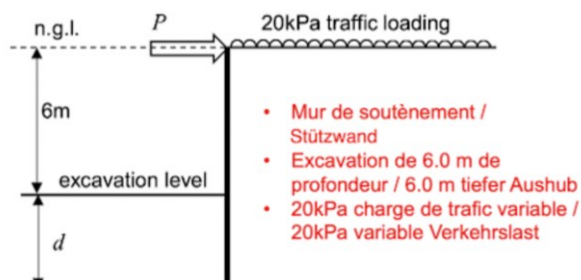 n.g.l.
P
20kPa traffic loading
6m
• Mur de soutènement /
Stützwand
• Excavation de 6.0 m de
profondeur / 6.0 m tiefer Aushub
• 20kPa charge de trafic variable /
20kPa variable Verkehrslast
excavation level
d